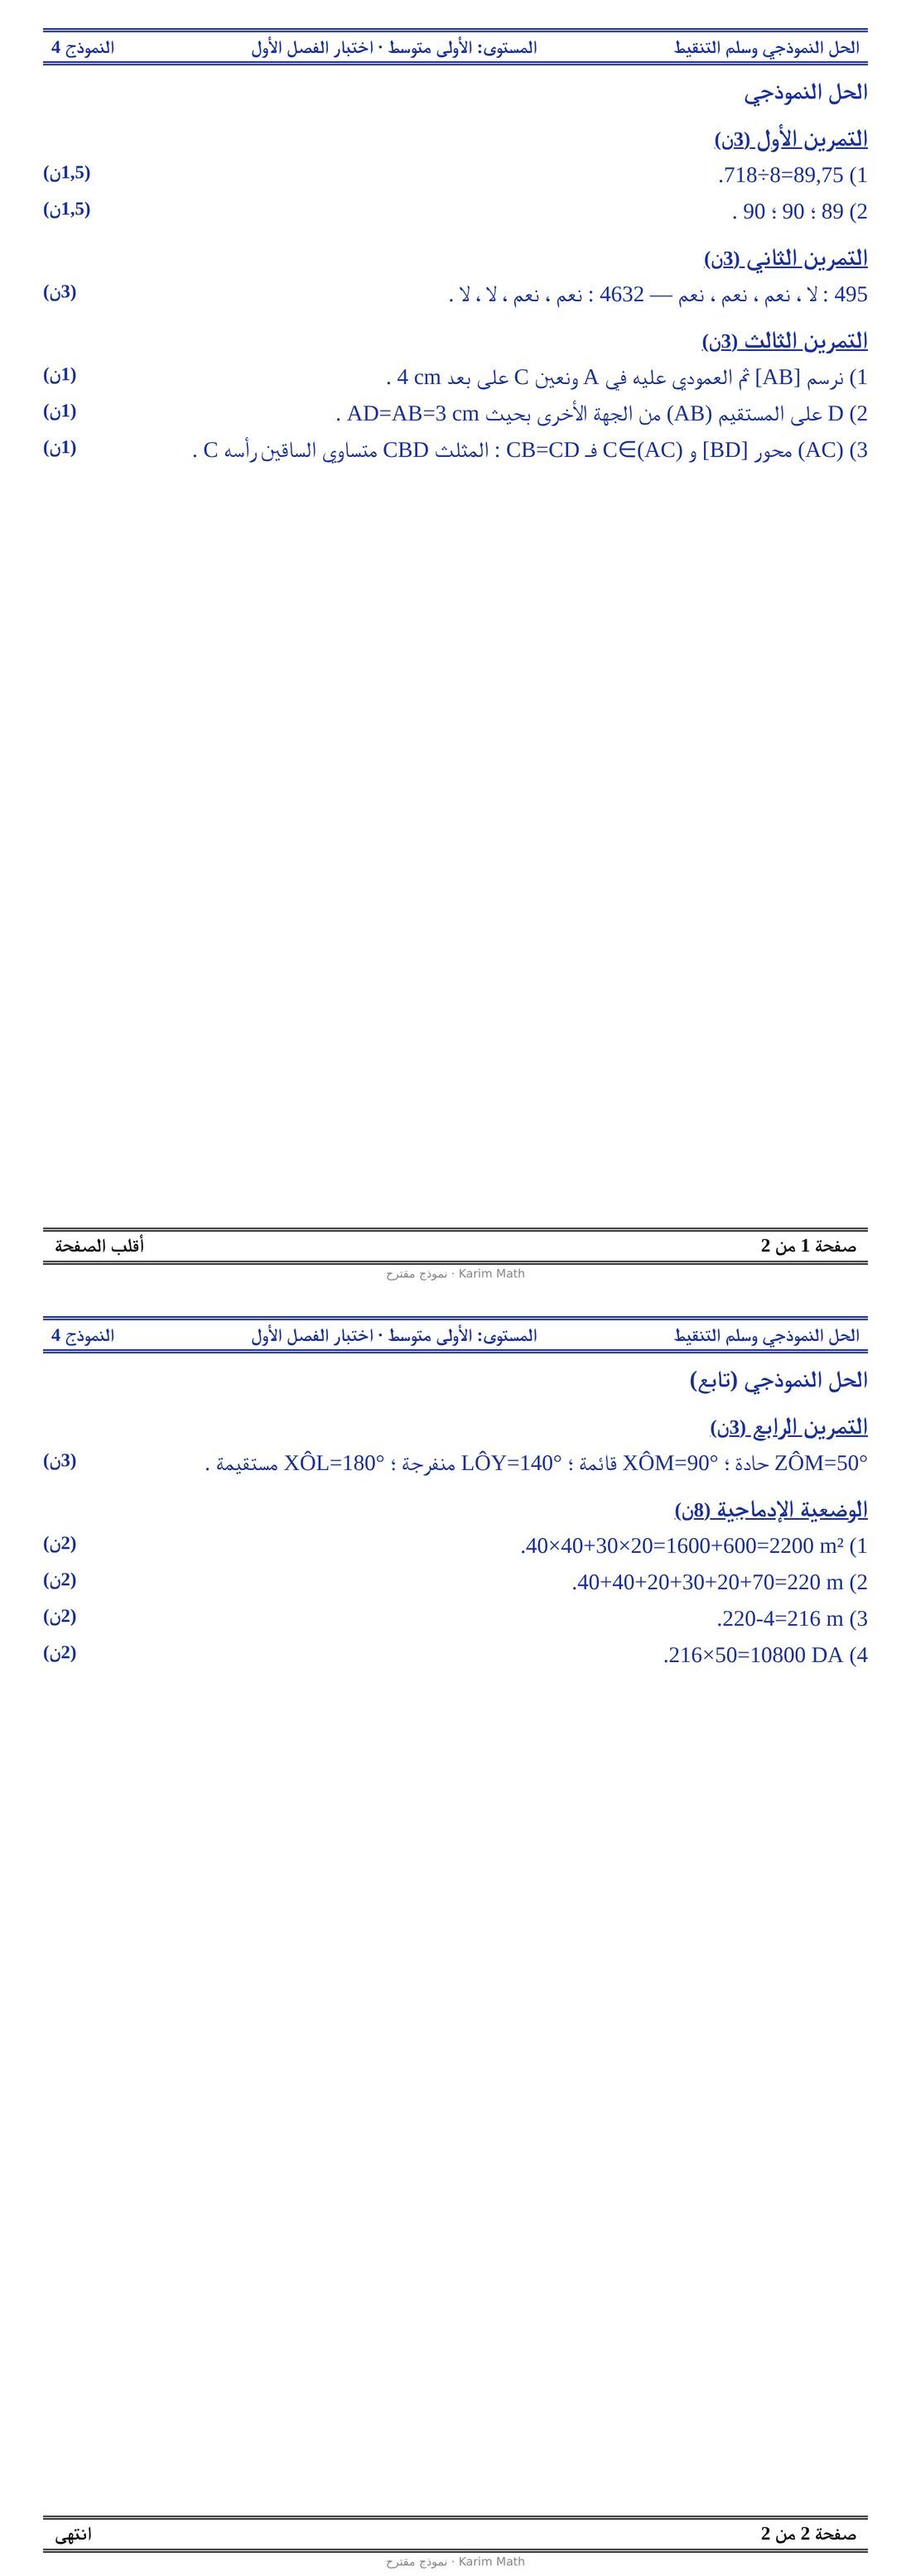 الحل النموذجي وسلم التنقيط المستوى: الأولى متوسط · اختبار الفصل الأول النموذج 4
الحل النموذجي
التمرين الأول (3ن)
1) 718÷8=89,75. (1,5ن)
2) 89 ؛ 90 ؛ 90 . (1,5ن)
التمرين الثاني (3ن)
495 : لا ، نعم ، نعم ، نعم — 4632 : نعم ، نعم ، لا ، لا . (3ن)
التمرين الثالث (3ن)
1) نرسم [AB] ثم العمودي عليه في A ونعين C على بعد 4 cm . (1ن)
2) D على المستقيم (AB) من الجهة الأخرى بحيث AD=AB=3 cm . (1ن)
3) (AC) محور [BD] و C∈(AC) فـ CB=CD : المثلث CBD متساوي الساقين رأسه C . (1ن)
صفحة 1 من 2 أقلب الصفحة
Karim Math · نموذج مقترح
الحل النموذجي وسلم التنقيط المستوى: الأولى متوسط · اختبار الفصل الأول النموذج 4
الحل النموذجي (تابع)
التمرين الرابع (3ن)
ZÔM=50° حادة ؛ XÔM=90° قائمة ؛ LÔY=140° منفرجة ؛ XÔL=180° مستقيمة . (3ن)
الوضعية الإدماجية (8ن)
1) 40×40+30×20=1600+600=2200 m². (2ن)
2) 40+40+20+30+20+70=220 m. (2ن)
3) 220-4=216 m. (2ن)
4) 216×50=10800 DA. (2ن)
صفحة 2 من 2 انتهى
Karim Math · نموذج مقترح